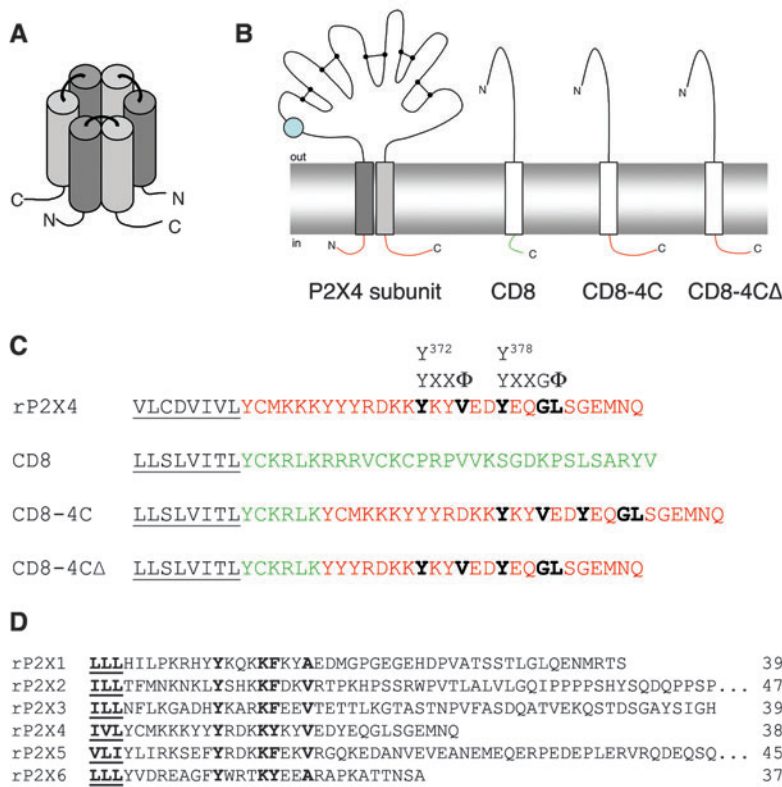 A
C
N
N
C
B
N
N
N
out
in
N
C
C
C
C
P2X4 subunit CD8 CD8-4C CD8-4CΔ
C
Y372 Y378
YXXΦ YXXGΦ
rP2X4 VLCDVIVLYCMKKKYYYRDKKYKYVEDYEQGLSGEMNQ
CD8 LLSLVITLYCKRLKRRRVCKCPRPVVKSGDKPSLSARYV
CD8-4C LLSLVITLYCKRLKYCMKKKYYYRDKKYKYVEDYEQGLSGEMNQ
CD8-4CΔ LLSLVITLYCKRLKYYYRDKKYKYVEDYEQGLSGEMNQ
D
rP2X1 LLLHILPKRHYYKQKKFKYAEDMGPGEGEHDPVATSSTLGLQENMRTS 39
rP2X2 ILLTFMNKNKLYSHKKFDKVRTPKHPSSRWPVTLALVLGQIPPPPSHYSQDQPPSP... 47
rP2X3 ILLNFLKGADHYKARKFEEVTETTLKGTASTNPVFASDQATVEKQSTDSGAYSIGH 39
rP2X4 IVLYCMKKKYYYRDKKYKYVEDYEQGLSGEMNQ 38
rP2X5 VLIYLIRKSEFYRDKKFEKVRGQKEDANVEVEANEMEQERPEDEPLERVRQDEQSQ... 45
rP2X6 LLLYVDREAGFYWRTKYEEARAPKATTNSA 37